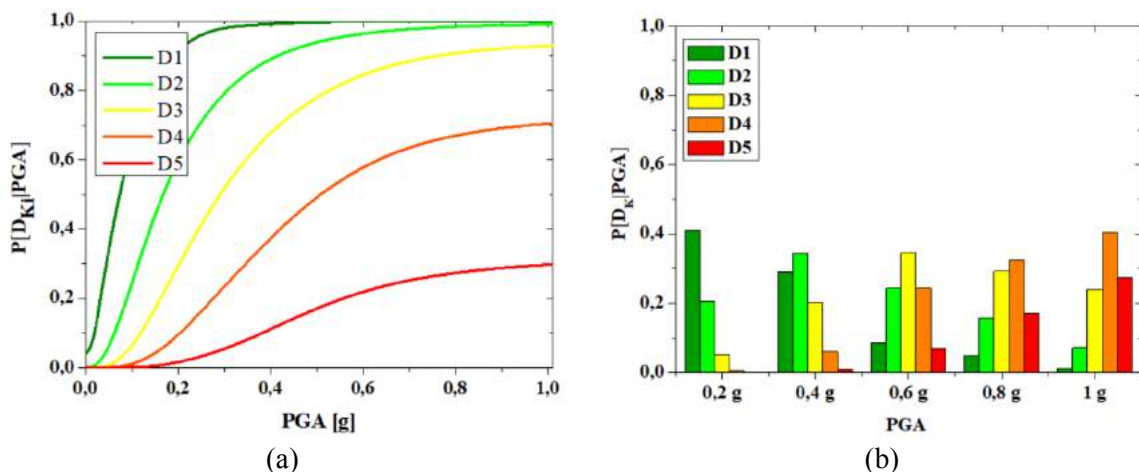 1,0
0,8
0,6
0,4
0,2
0,0
P[D_Ki|PGA]
D1
D2
D3
D4
D5
0,0 0,2 0,4 0,6 0,8 1,0
PGA [g]
(a)
1,0
0,8
0,6
0,4
0,2
0,0
P[D_K|PGA]
D1
D2
D3
D4
D5
0,2 g 0,4 g 0,6 g 0,8 g 1 g
PGA
(b)